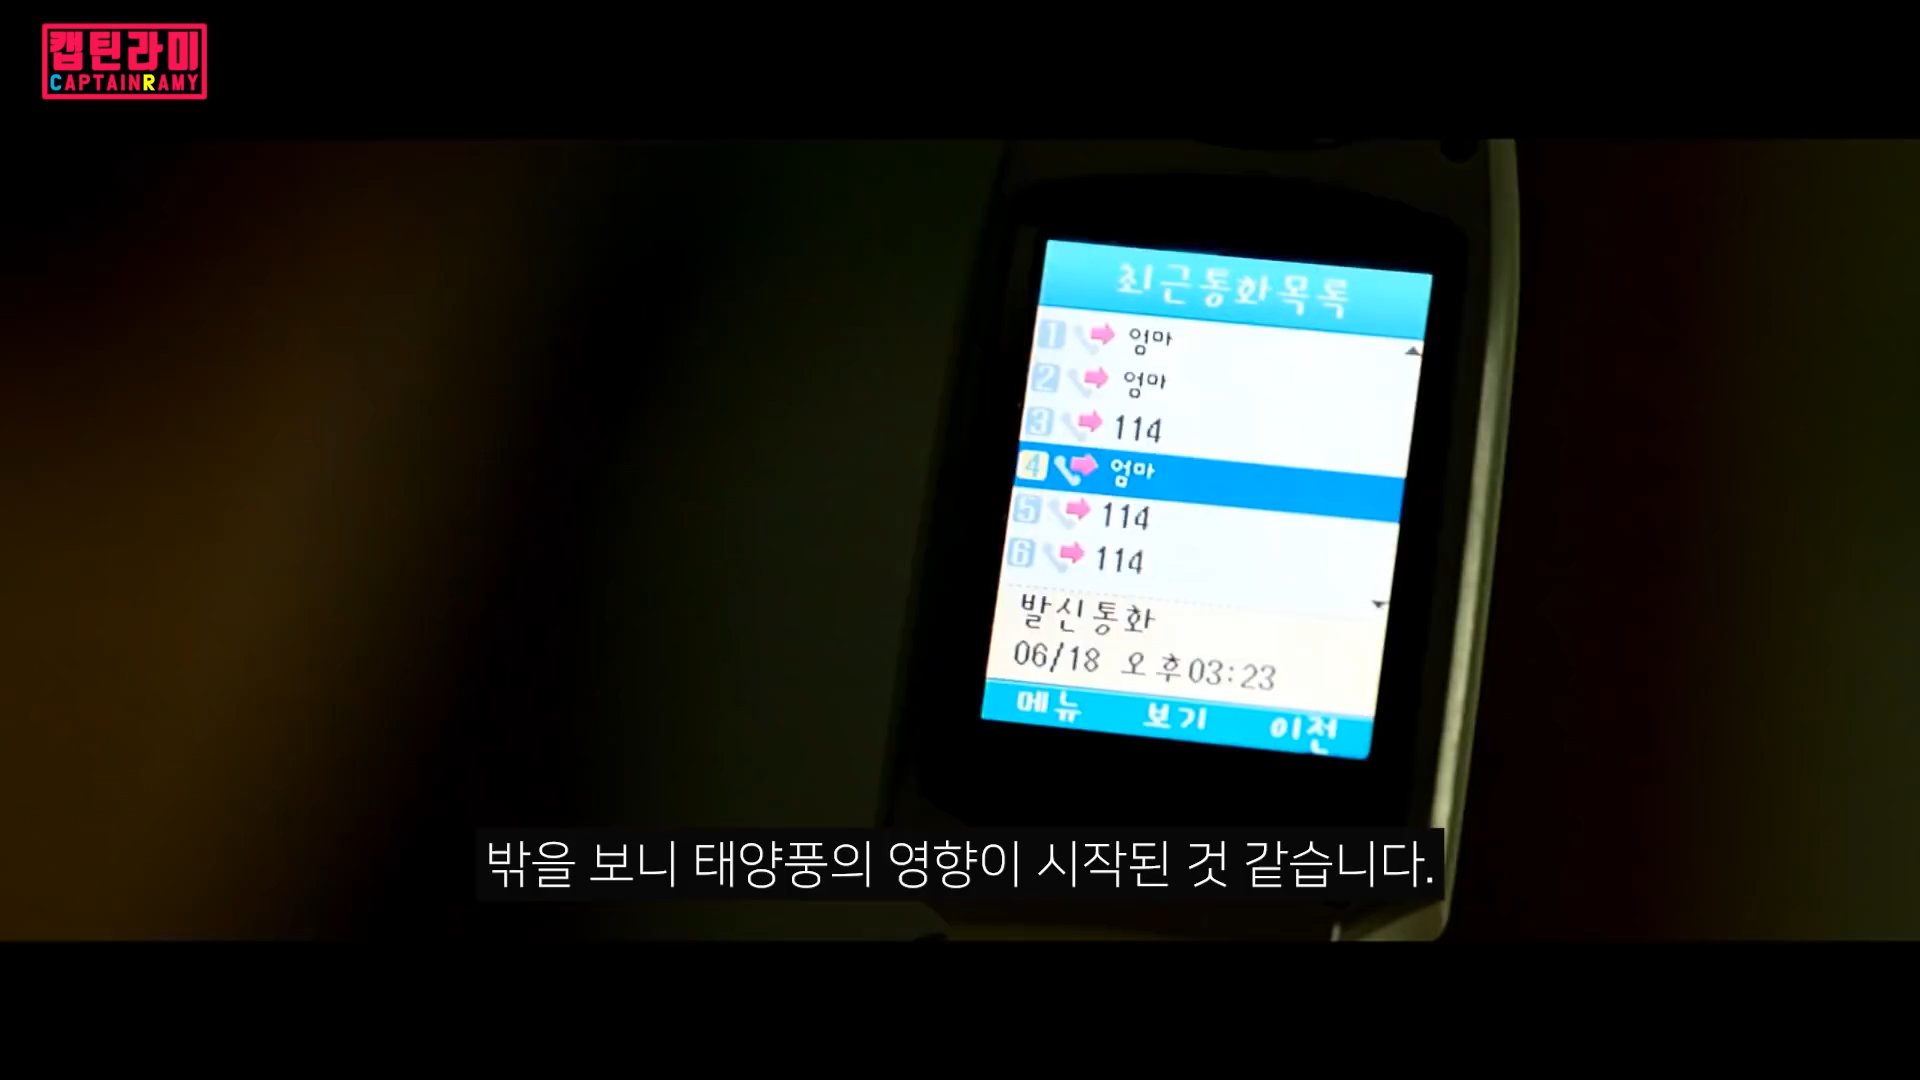 캡틴라미
CAPTAINRAMY
최근통화목록
1 엄마
2 엄마
3 114
4 엄마
5 114
6 114
발신통화
06/18 오후03:23
메뉴 보기 이전
밖을 보니 태양풍의 영향이 시작된 것 같습니다.